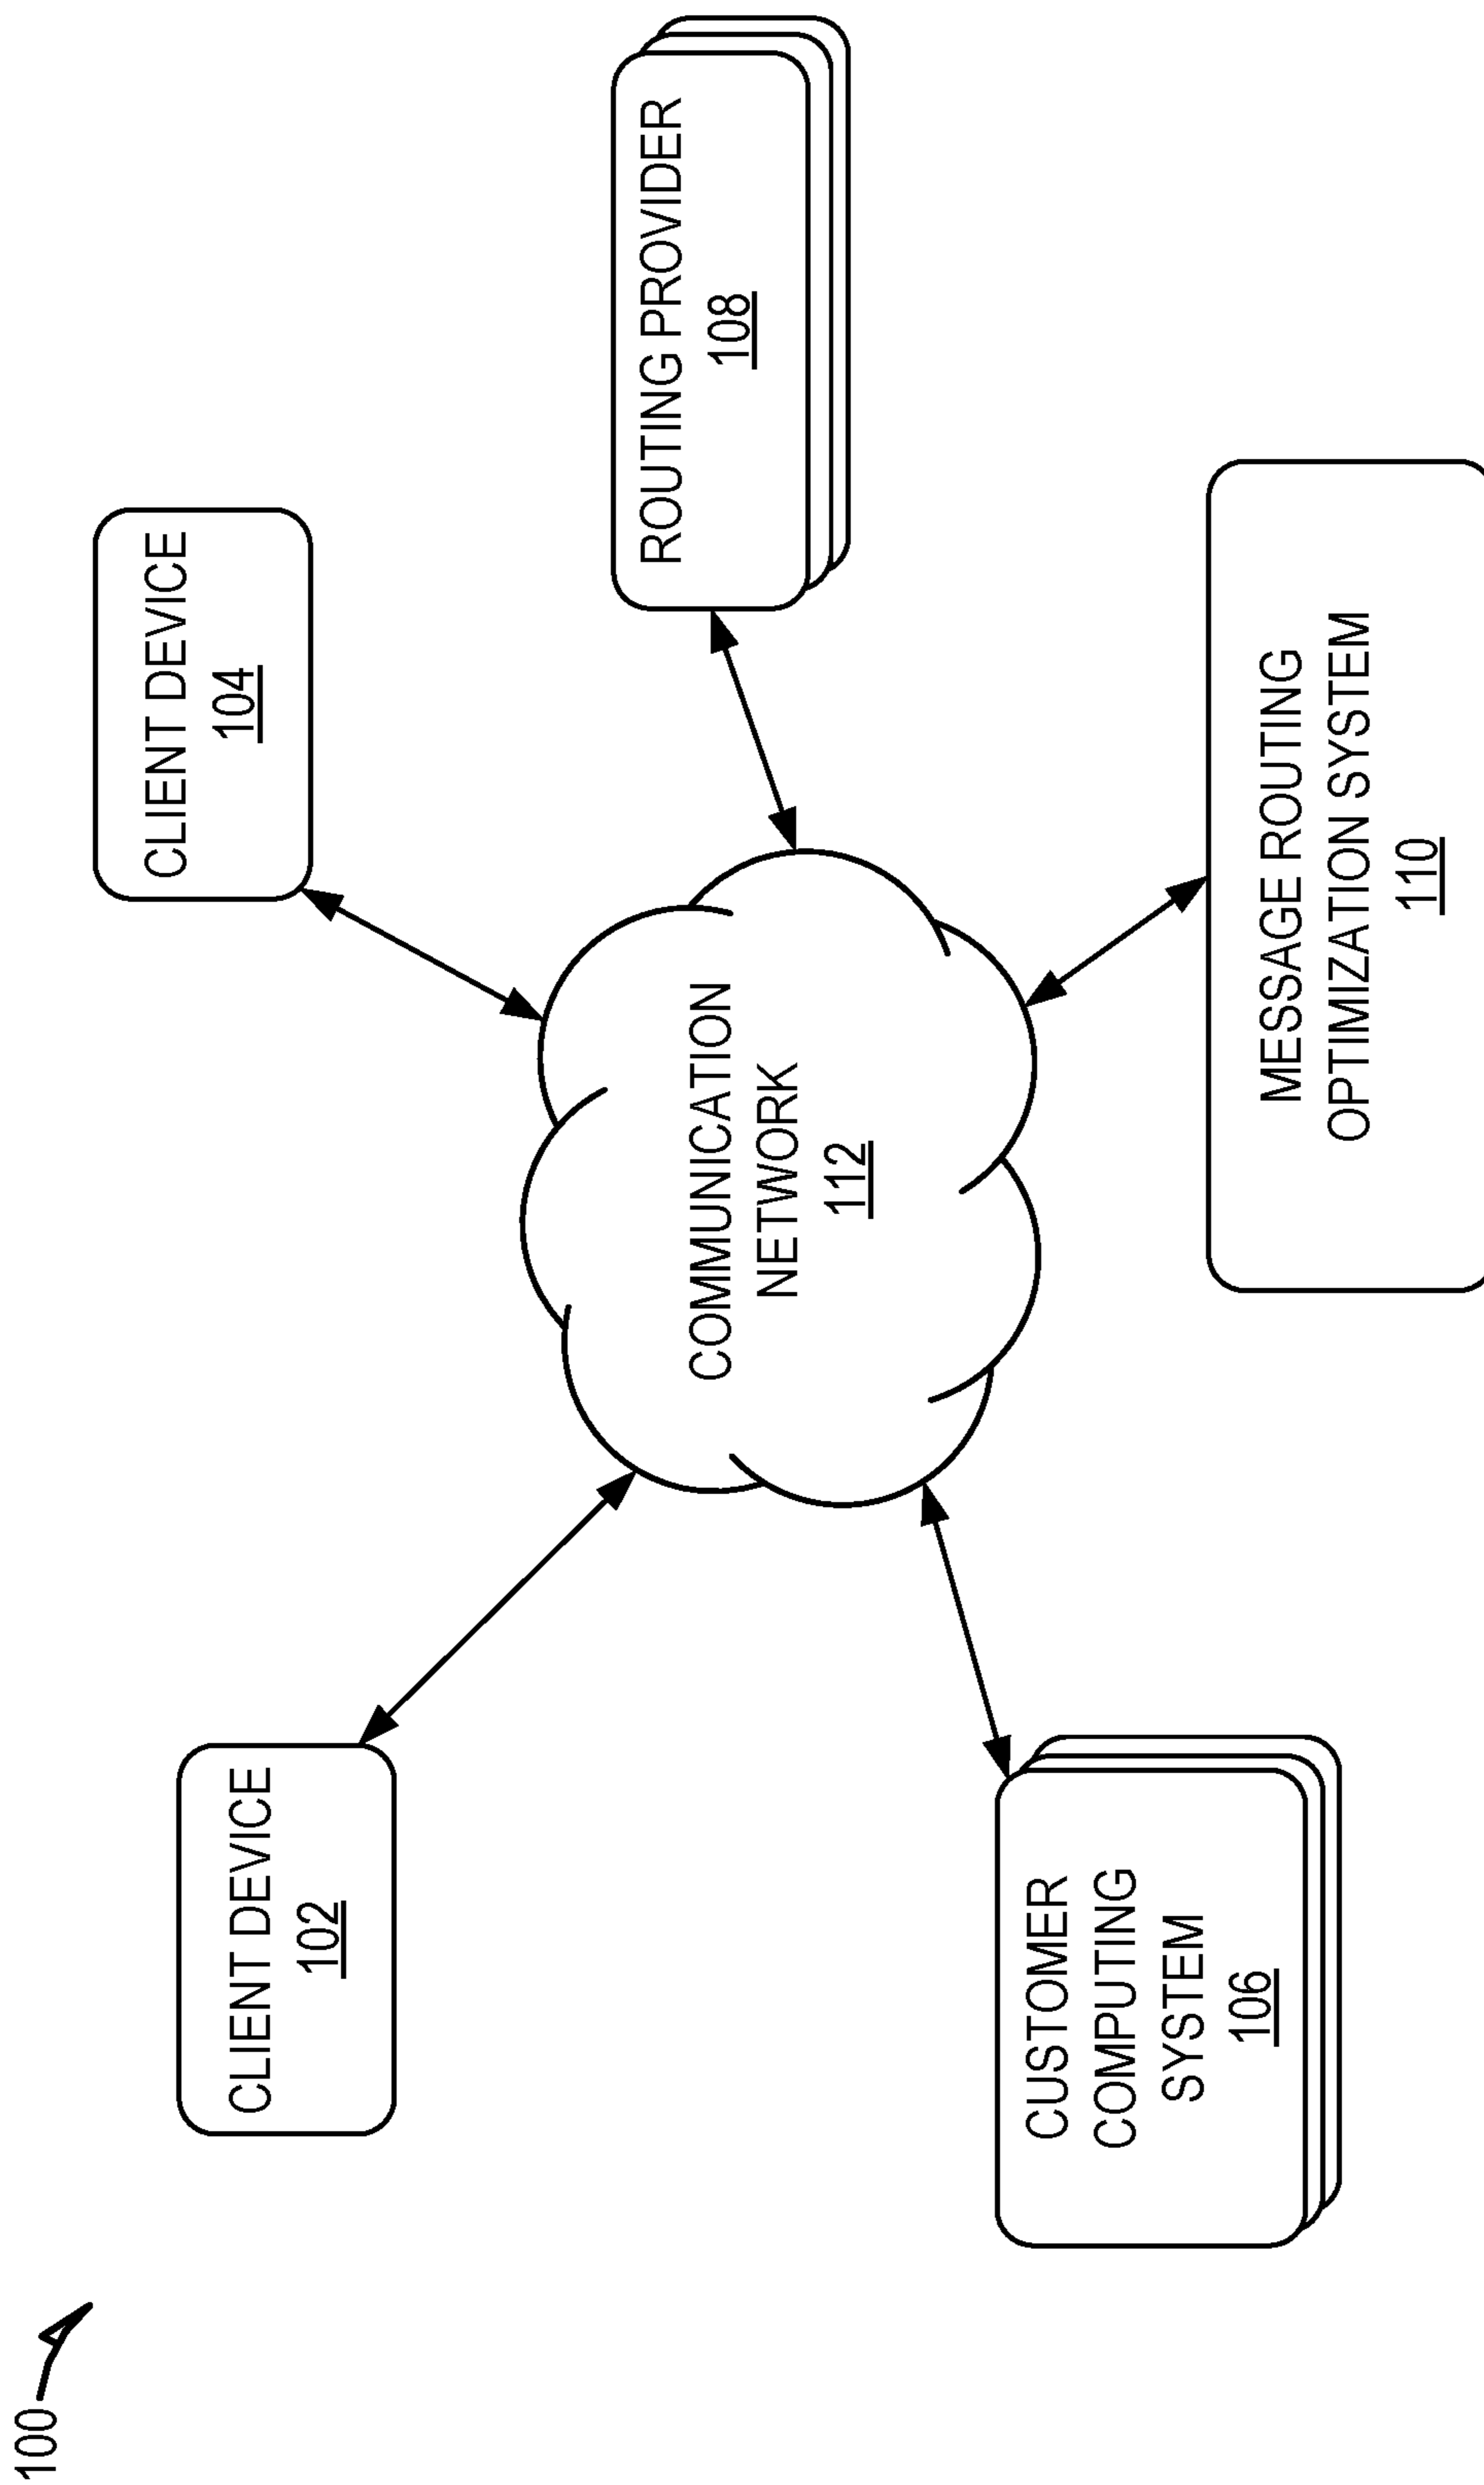 100
CLIENT DEVICE
102
CLIENT DEVICE
104
COMMUNICATION
NETWORK
112
ROUTING PROVIDER
108
CUSTOMER
COMPUTING
SYSTEM
106
MESSAGE ROUTING
OPTIMIZATION SYSTEM
110